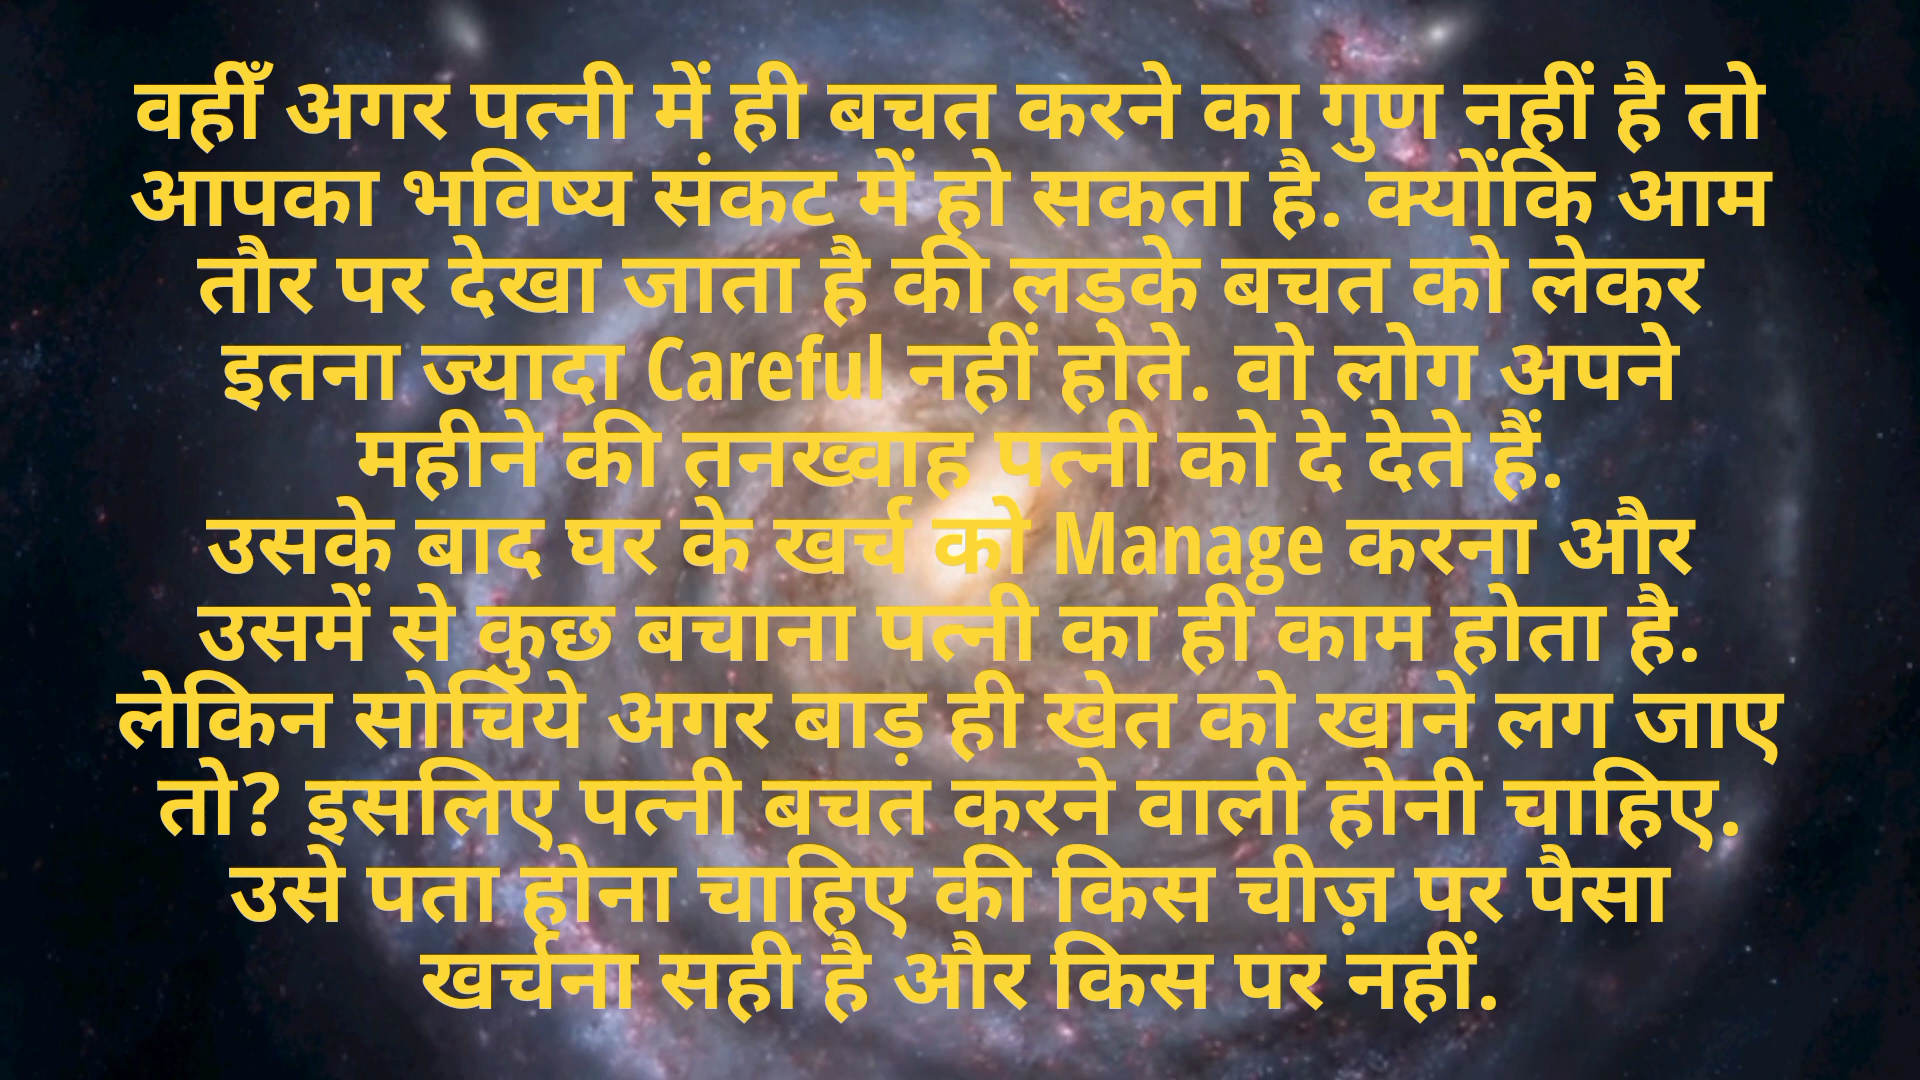 वहीँ अगर पत्नी में ही बचत करने का गुण नहीं है तो
आपका भविष्य संकट में हो सकता है. क्योंकि आम
तौर पर देखा जाता है की लड़के बचत को लेकर
इतना ज्यादा Careful नहीं होते. वो लोग अपने
महीने की तनख्वाह पत्नी को दे देते हैं.
उसके बाद घर के खर्च को Manage करना और
उसमें से कुछ बचाना पत्नी का ही काम होता है.
लेकिन सोचिये अगर बाड़ ही खेत को खाने लग जाए
तो? इसलिए पत्नी बचत करने वाली होनी चाहिए.
उसे पता होना चाहिए की किस चीज़ पर पैसा
खर्चना सही है और किस पर नहीं.